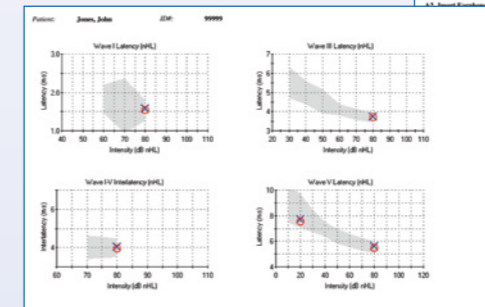 A2. Insert Earphone
Patient: Jones, John ID#: 99999
Wave I Latency (nHL)
Latency (ms)
3.0
2.0
1.0
40 50 60 70 80 90 100 110
Intensity (dB nHL)
Wave III Latency (nHL)
Latency (ms)
7
6
5
4
3
20 30 40 50 60 70 80 90 100 110
Intensity (dB nHL)
Wave I-V Interlatency (nHL)
Interlatency (ms)
6
4
60 70 80 90 100 110
Intensity (dB nHL)
Wave V Latency (nHL)
Latency (ms)
10
8
6
4
0 20 40 60 80 100 120
Intensity (dB nHL)